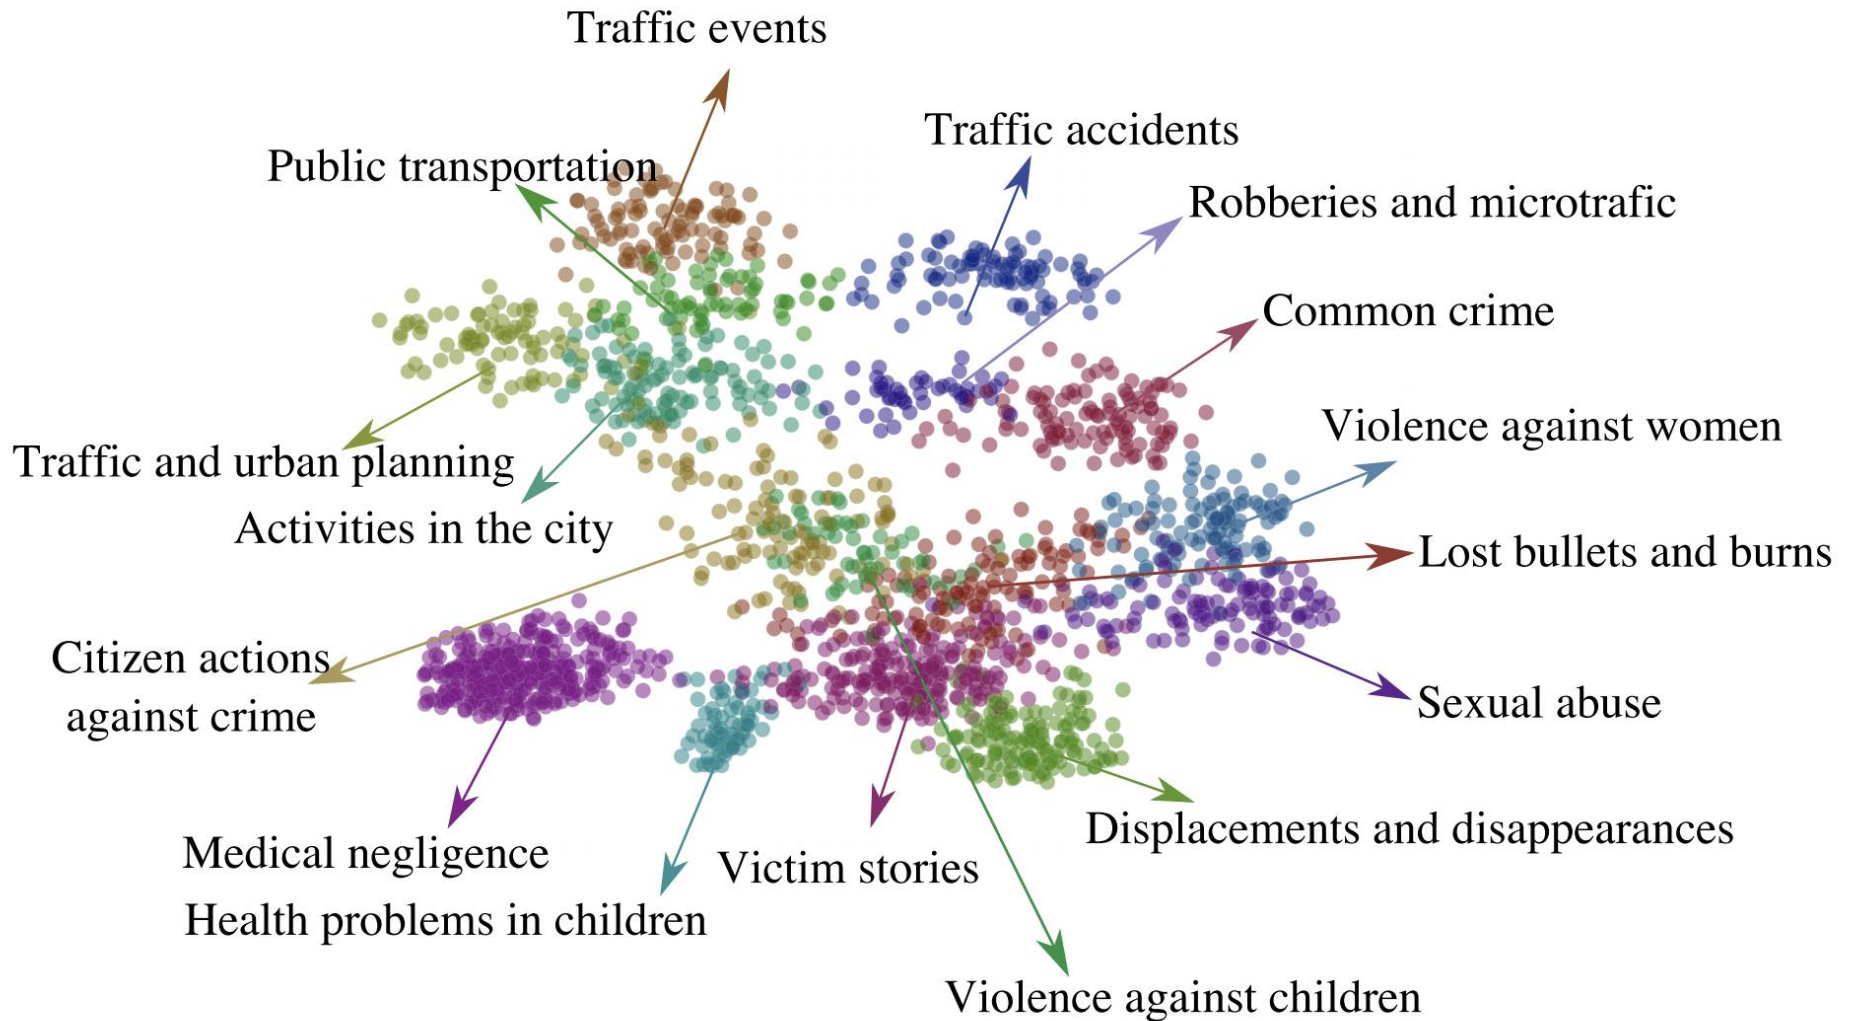 Traffic events
Traffic accidents
Public transportation
Robberies and microtrafic
Common crime
Violence against women
Traffic and urban planning
Activities in the city
Lost bullets and burns
Citizen actions
against crime
Sexual abuse
Displacements and disappearances
Medical negligence
Victim stories
Health problems in children
Violence against children